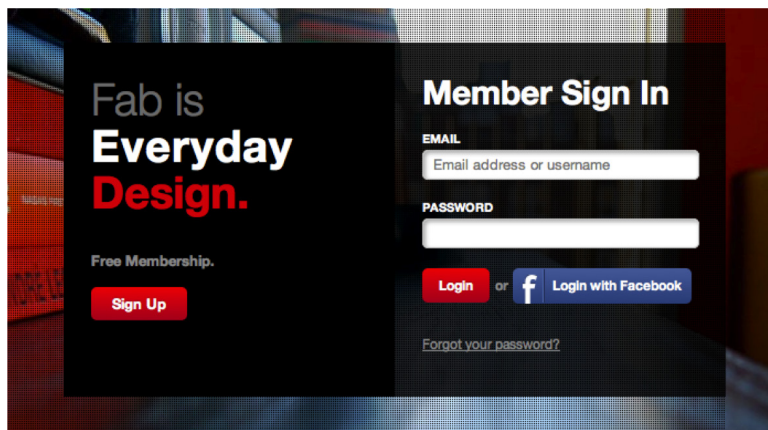 Fab is
Everyday
Design.
Free Membership.
Sign Up
Member Sign In
EMAIL
Email address or username
PASSWORD
Login or f Login with Facebook
Forgot your password?